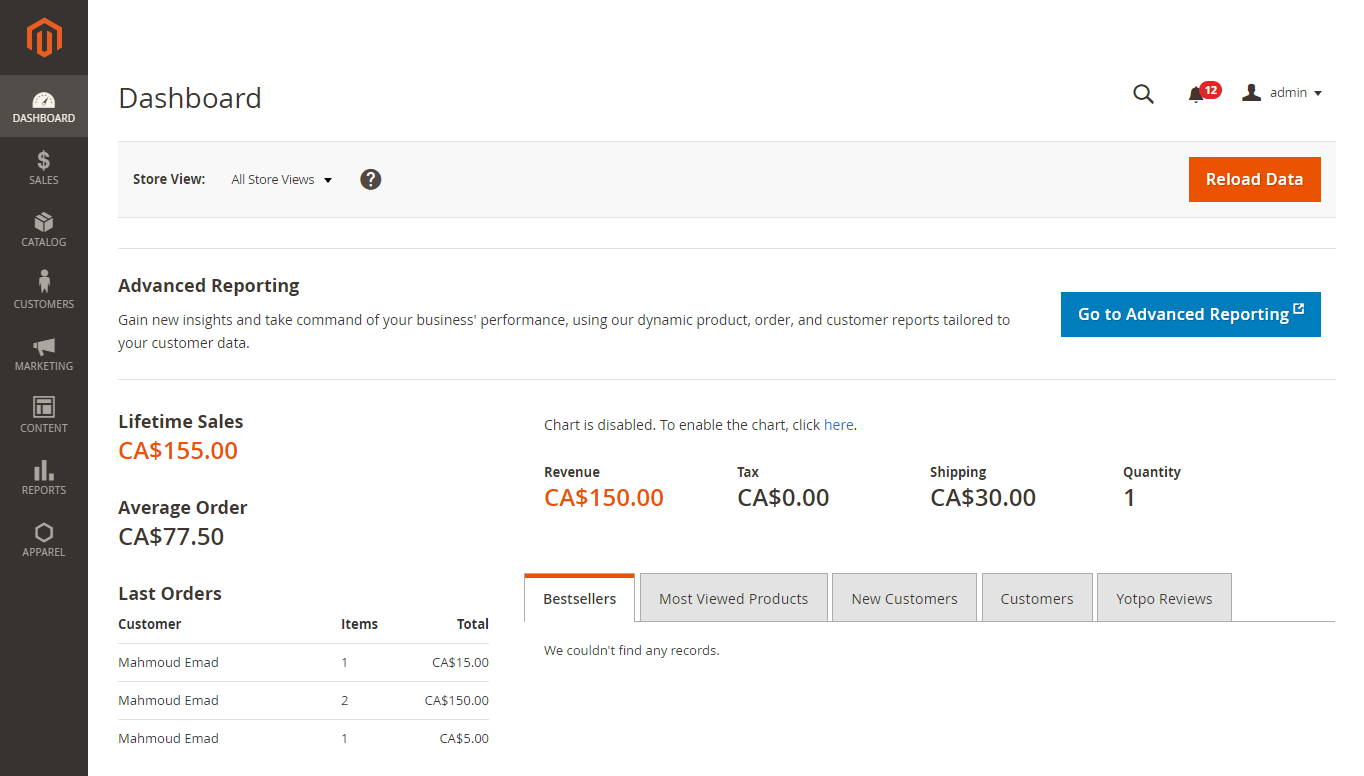 Dashboard
12
admin
DASHBOARD
SALES
CATALOG
CUSTOMERS
MARKETING
CONTENT
REPORTS
APPAREL
Store View: All Store Views ?
Reload Data
Advanced Reporting
Gain new insights and take command of your business' performance, using our dynamic product, order, and customer reports tailored to
your customer data.
Go to Advanced Reporting
Lifetime Sales
CA$155.00
Average Order
CA$77.50
Last Orders
Customer Items Total
Mahmoud Emad 1 CA$15.00
Mahmoud Emad 2 CA$150.00
Mahmoud Emad 1 CA$5.00
Chart is disabled. To enable the chart, click here.
Revenue Tax Shipping Quantity
CA$150.00 CA$0.00 CA$30.00 1
Bestsellers Most Viewed Products New Customers Customers Yotpo Reviews
We couldn't find any records.